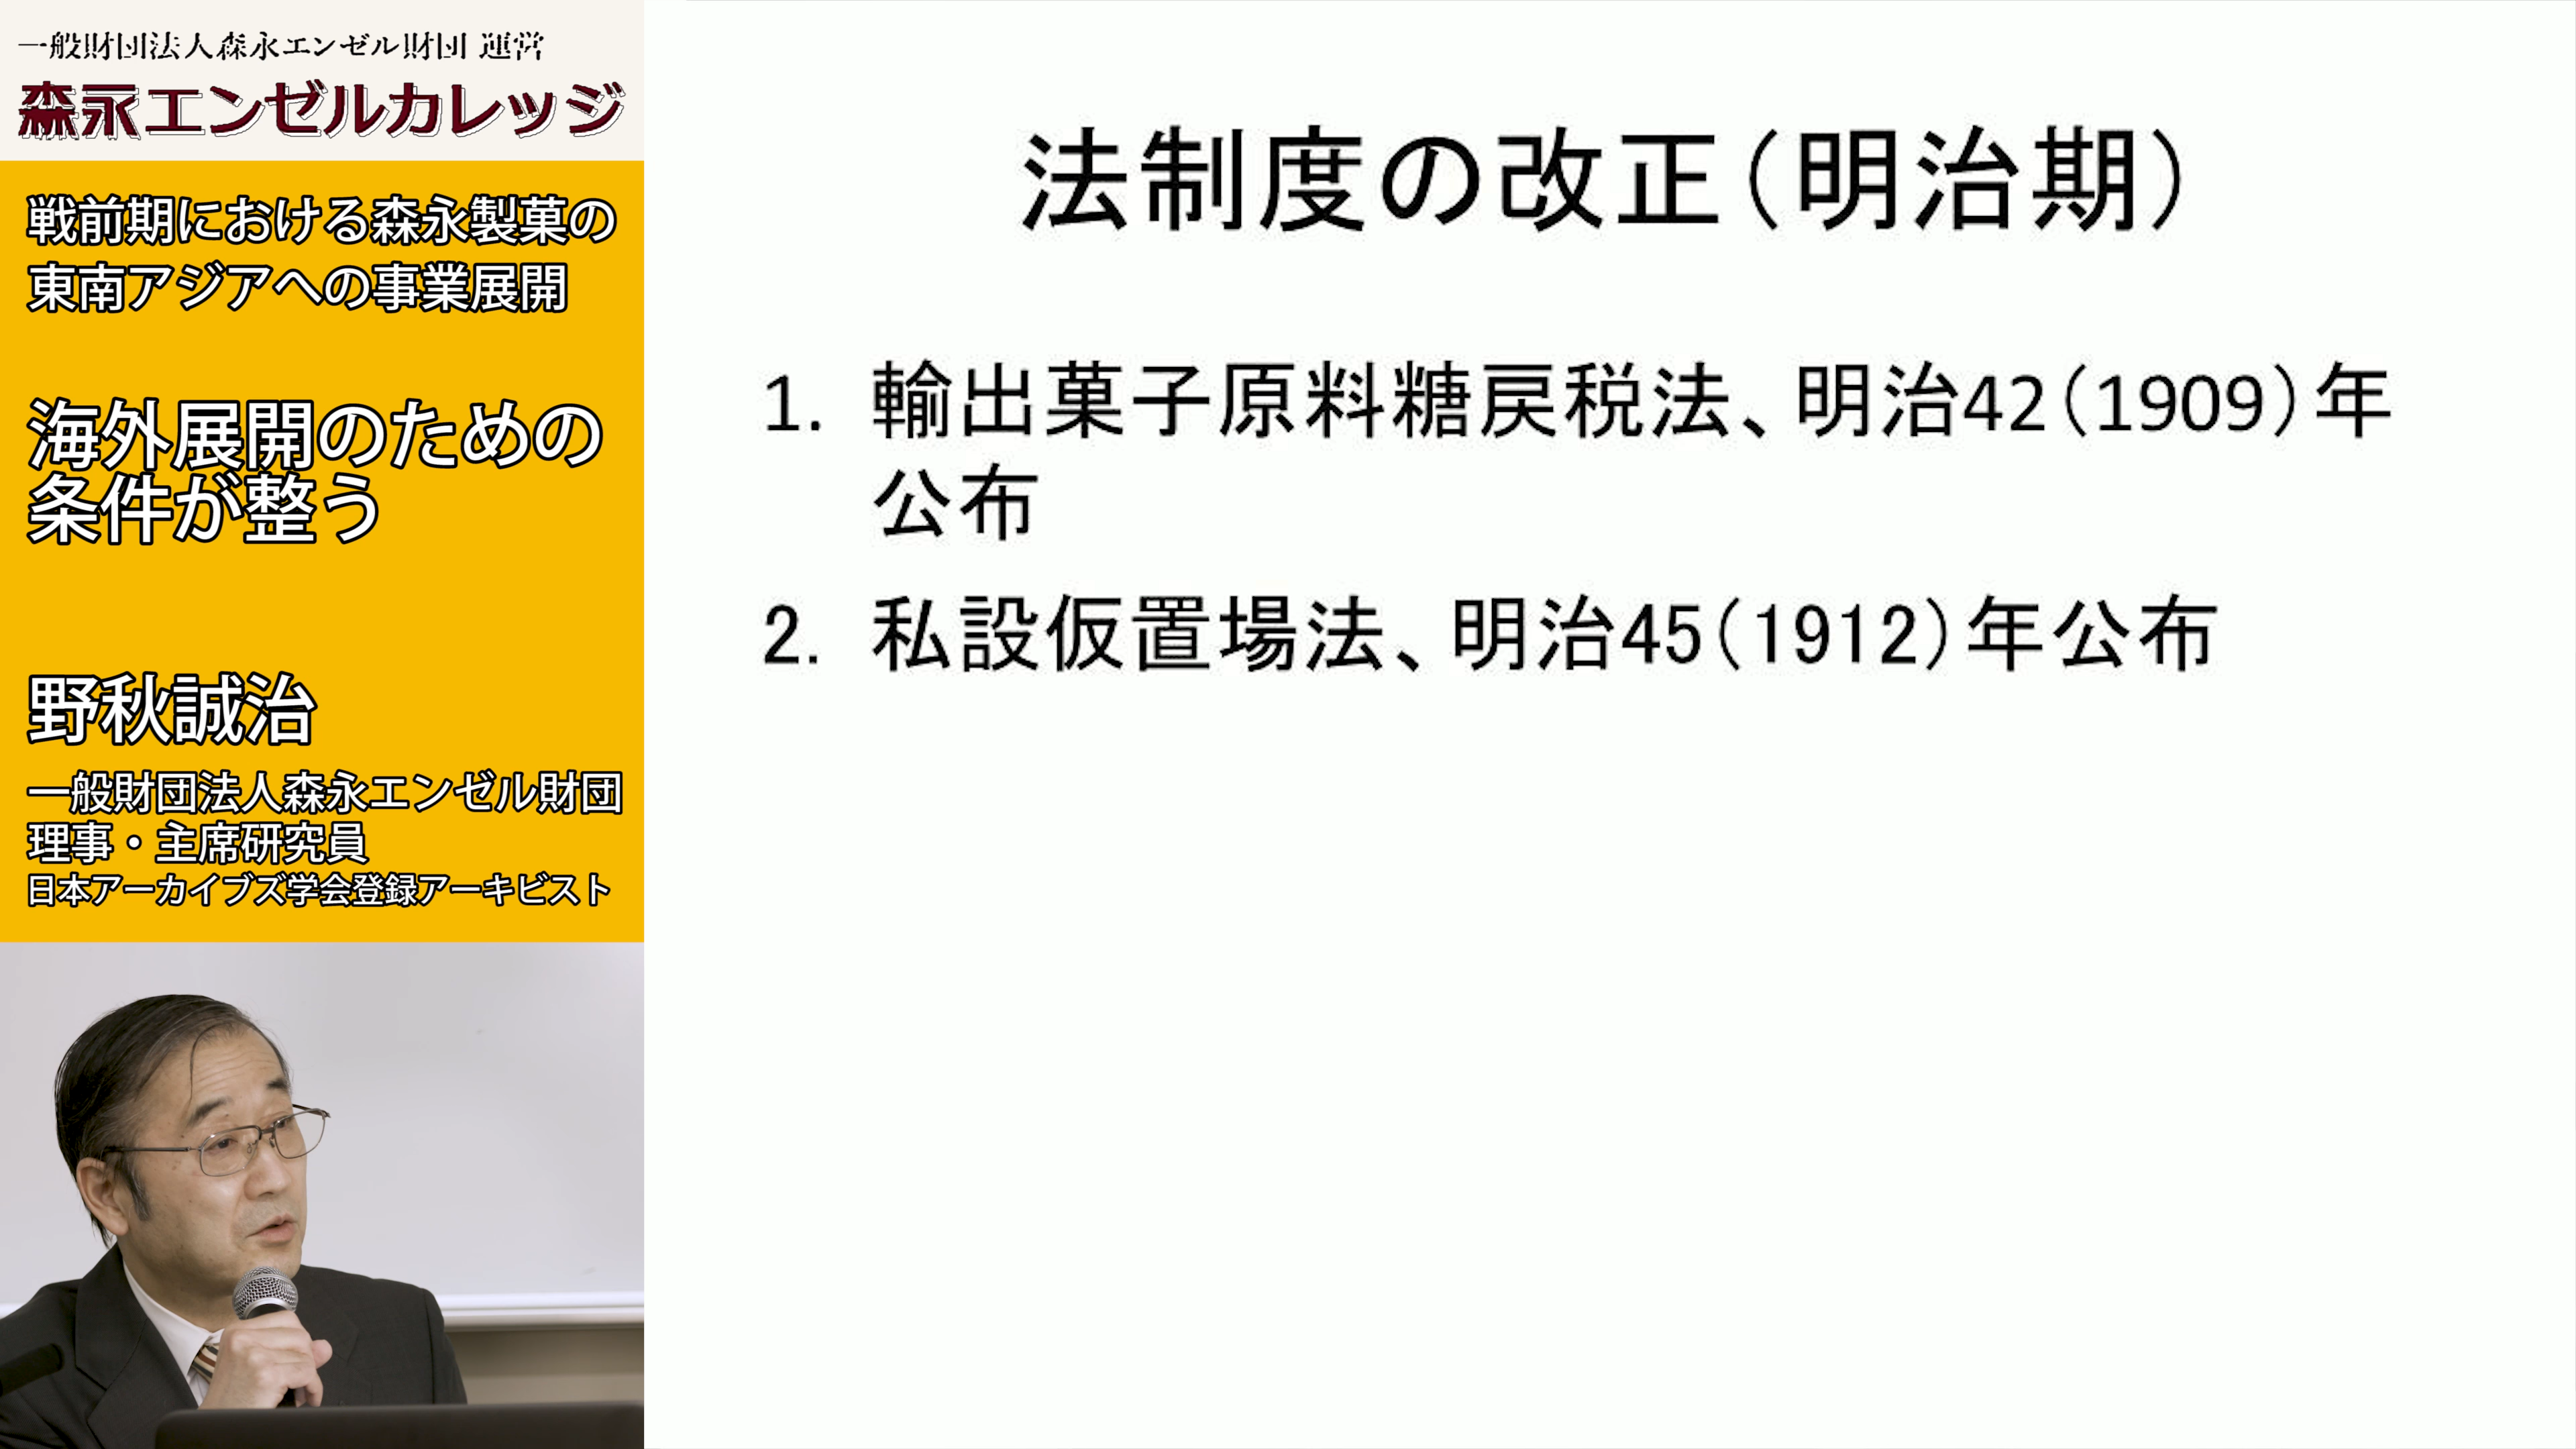 一般財団法人森永エンゼル財団 運営
森永エンゼルカレッジ
戦前期における森永製菓の
東南アジアへの事業展開
海外展開のための
条件が整う
野秋誠治
一般財団法人森永エンゼル財団
理事・主席研究員
日本アーカイブズ学会登録アーキビスト
法制度の改正（明治期）
1. 輸出菓子原料糖戻税法、明治42（1909）年
公布
2. 私設仮置場法、明治45（1912）年公布